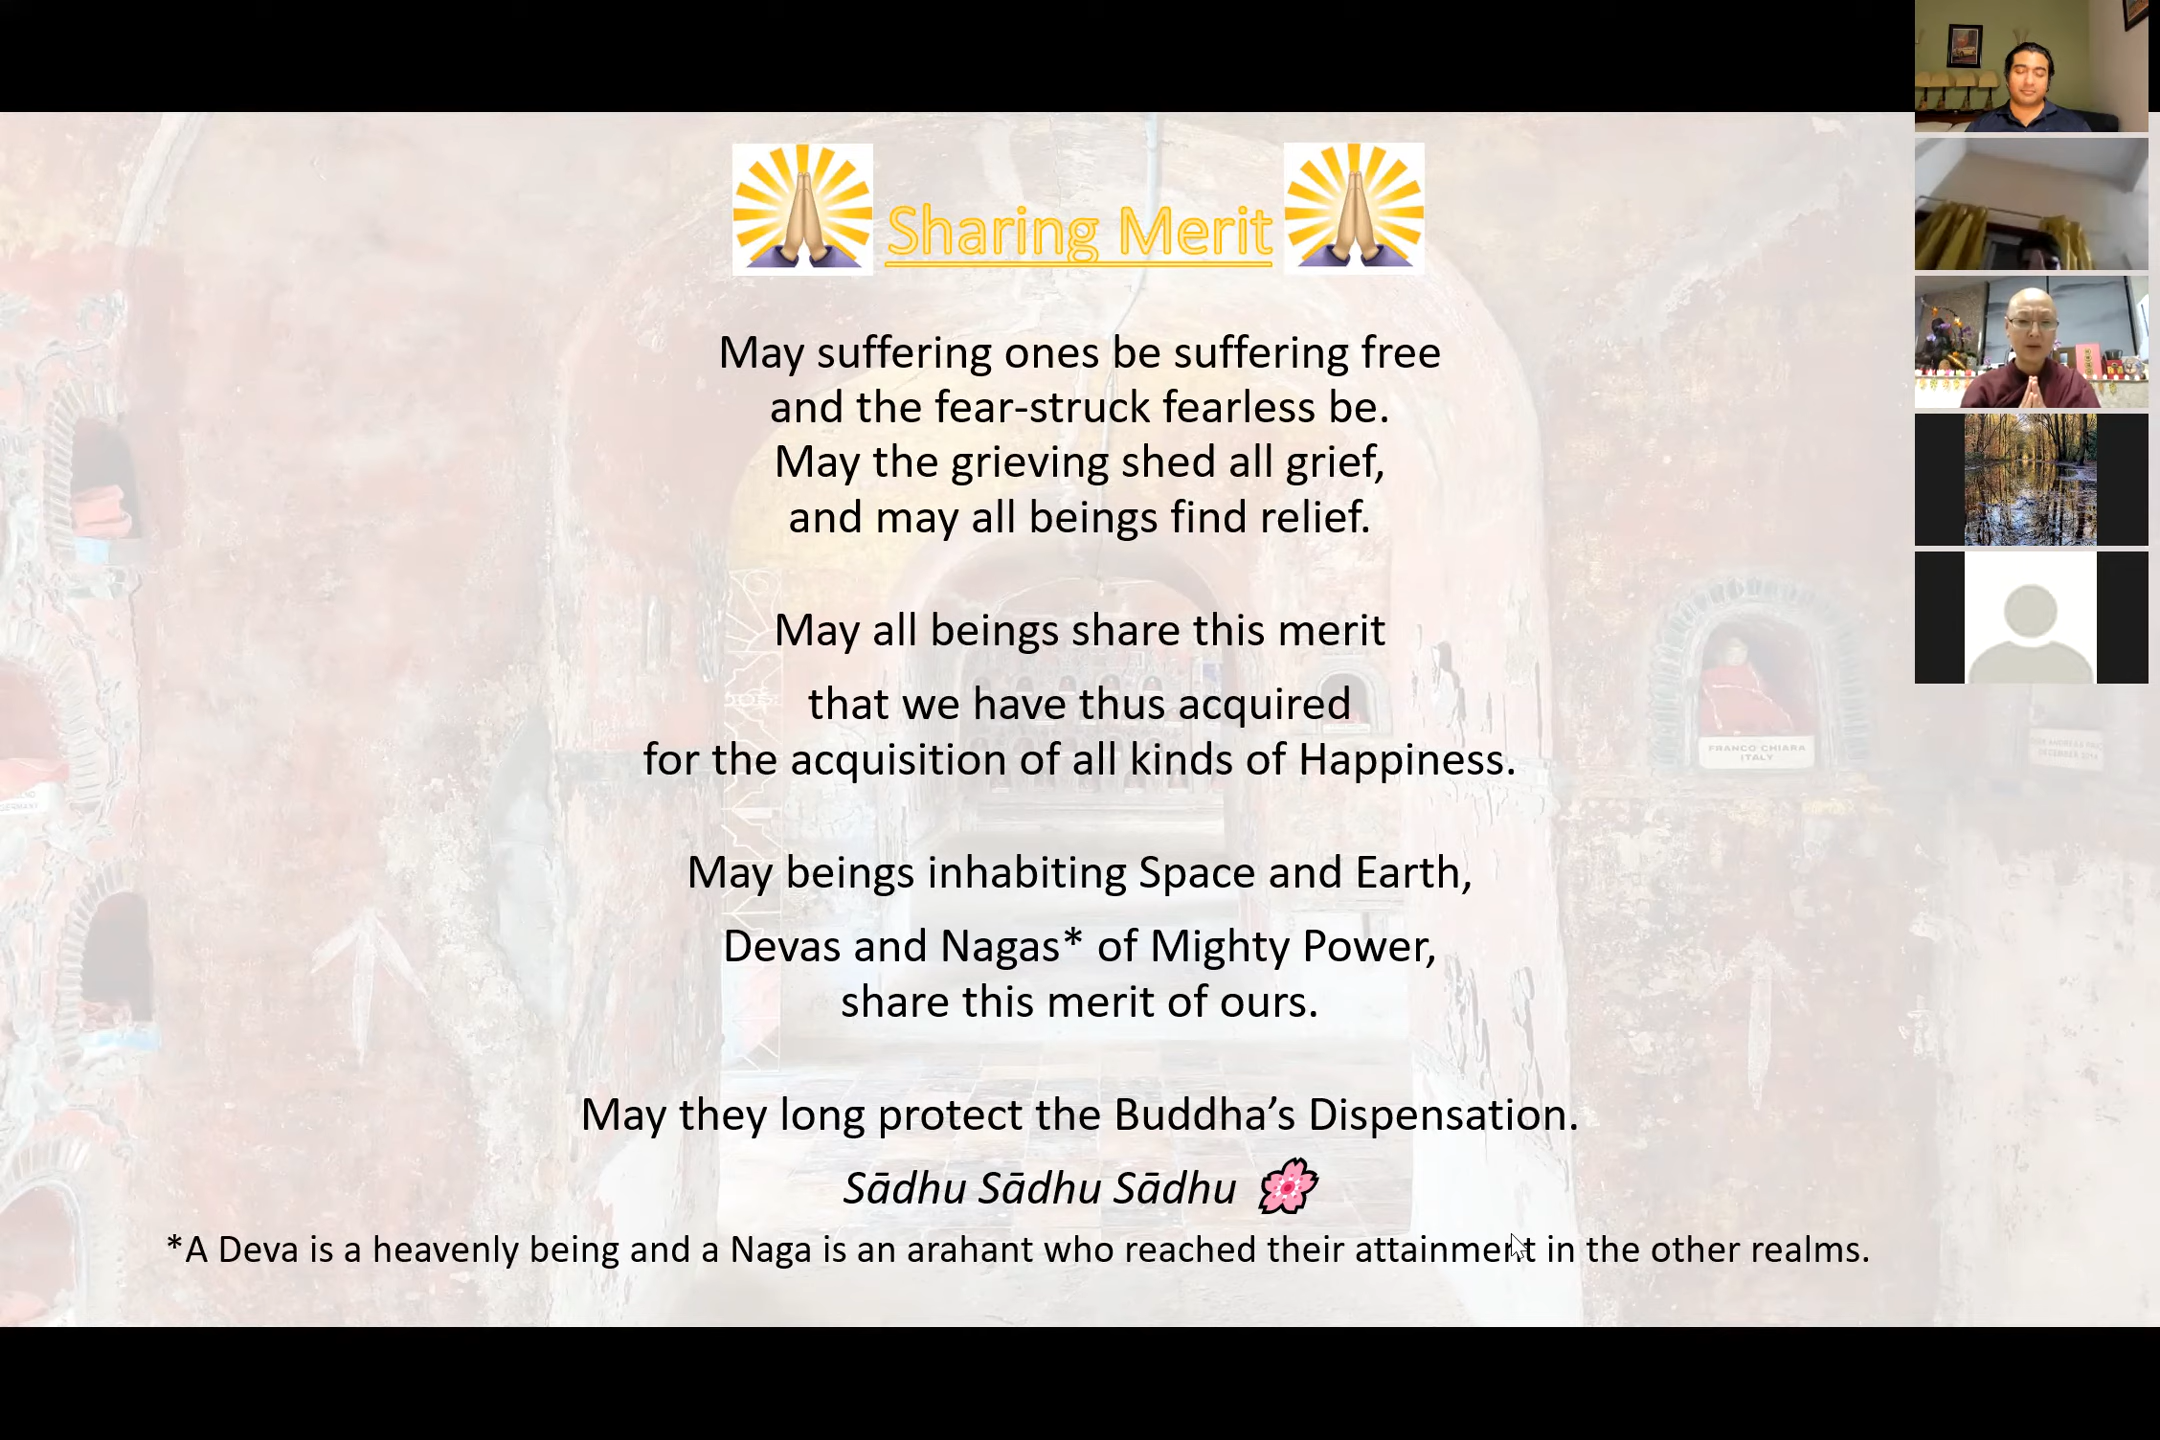 Sharing Merit
May suffering ones be suffering free
and the fear-struck fearless be.
May the grieving shed all grief,
and may all beings find relief.
May all beings share this merit
that we have thus acquired
for the acquisition of all kinds of Happiness.
FRANCO CHIARA
ITALY
May beings inhabiting Space and Earth,
Devas and Nagas* of Mighty Power,
share this merit of ours.
May they long protect the Buddha’s Dispensation.
Sādhu Sādhu Sādhu
*A Deva is a heavenly being and a Naga is an arahant who reached their attainment in the other realms.